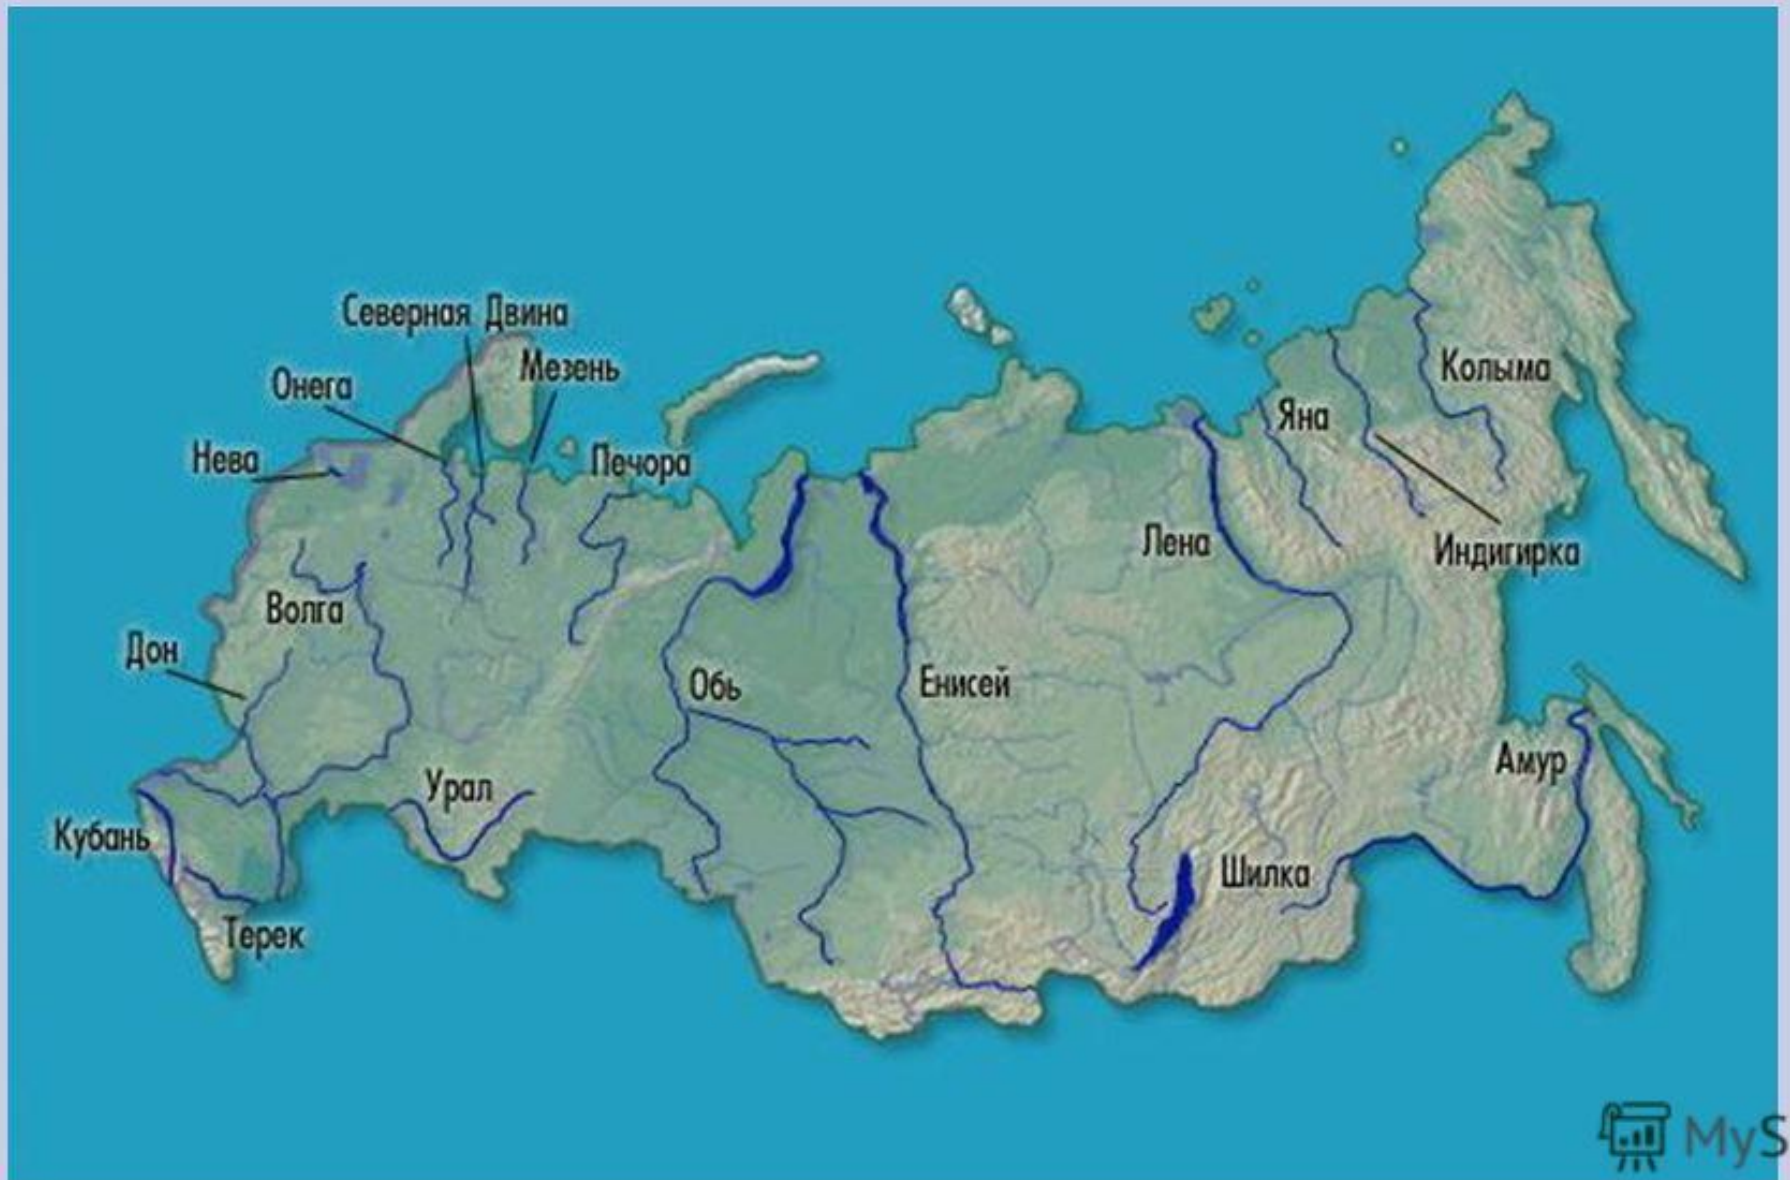 Северная Двина
Мезень
Онега
Колыма
Яна
Нева
Печора
Лена
Индигирка
Волга
Дон
Обь
Енисей
Амур
Урал
Кубань
Шилка
Терек
MyS